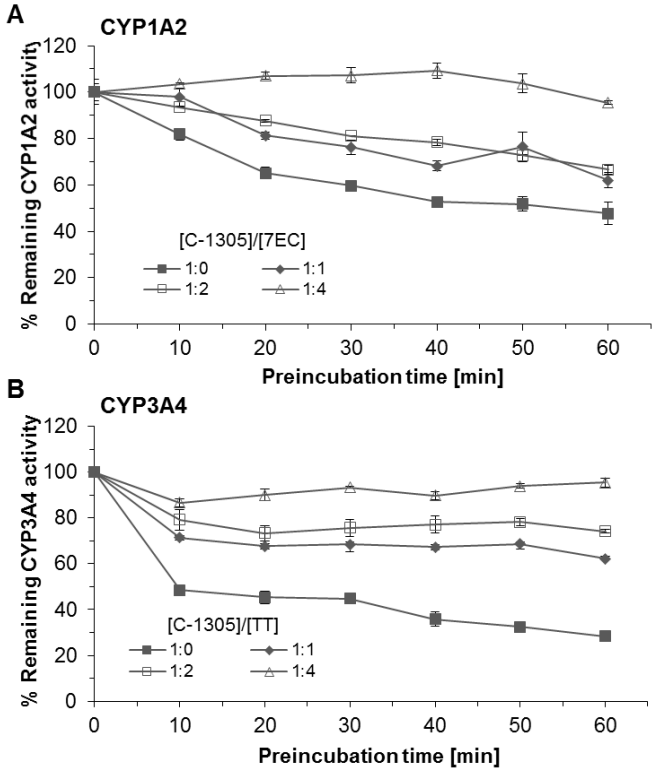 A
CYP1A2
% Remaining CYP1A2 activity
120
100
80
60
40
20
0
[C-1305]/[7EC]
1:0 1:1
1:2 1:4
0 10 20 30 40 50 60
Preincubation time [min]
B
CYP3A4
% Remaining CYP3A4 activity
120
100
80
60
40
20
0
[C-1305]/[TT]
1:0 1:1
1:2 1:4
0 10 20 30 40 50 60
Preincubation time [min]